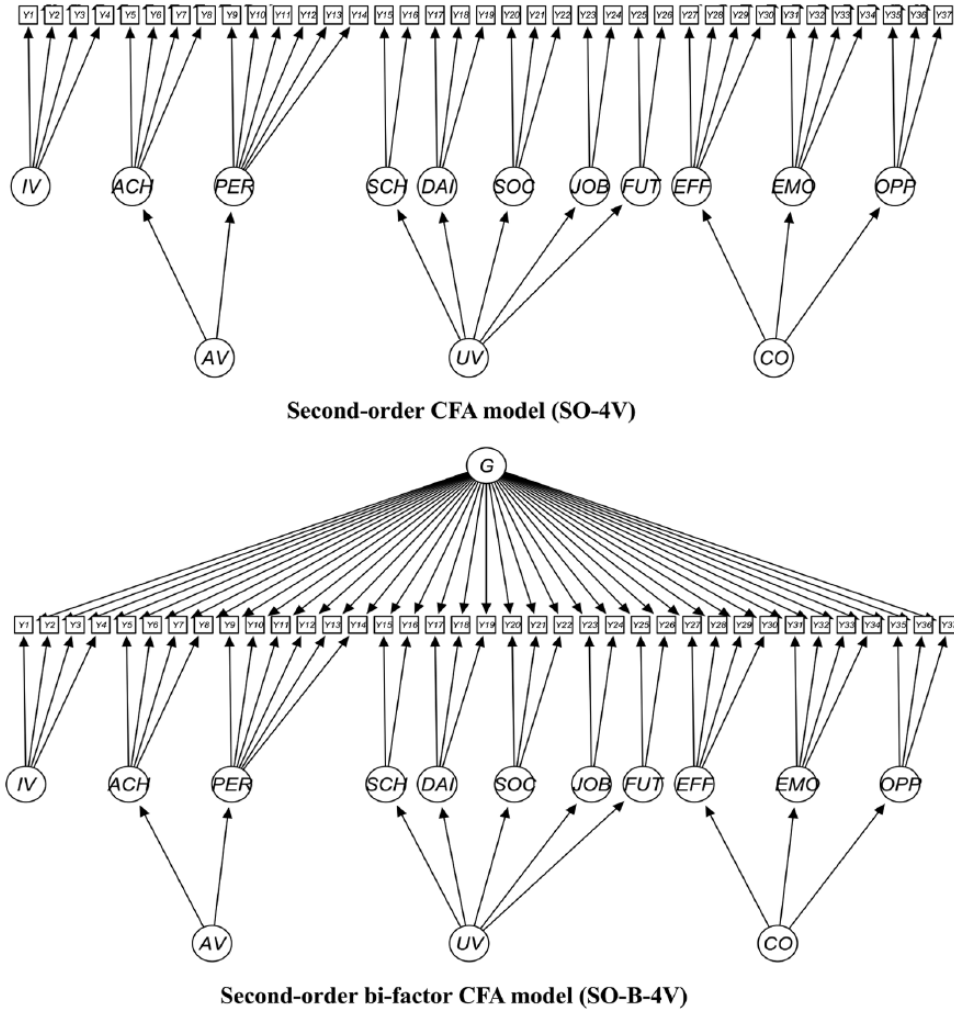 Y1 Y2 Y3 Y4 Y5 Y6 Y7 Y8 Y9 Y10 Y11 Y12 Y13 Y14 Y15 Y16 Y17 Y18 Y19 Y20 Y21 Y22 Y23 Y24 Y25 Y26 Y27 Y28 Y29 Y30 Y31 Y32 Y33 Y34 Y35 Y36 Y37
IV ACH PER SCH DAI SOC JOB FUT EFF EMO OPP
AV UV CO
Second-order CFA model (SO-4V)
G
Y1 Y2 Y3 Y4 Y5 Y6 Y7 Y8 Y9 Y10 Y11 Y12 Y13 Y14 Y15 Y16 Y17 Y18 Y19 Y20 Y21 Y22 Y23 Y24 Y25 Y26 Y27 Y28 Y29 Y30 Y31 Y32 Y33 Y34 Y35 Y36 Y37
IV ACH PER SCH DAI SOC JOB FUT EFF EMO OPP
AV UV CO
Second-order bi-factor CFA model (SO-B-4V)